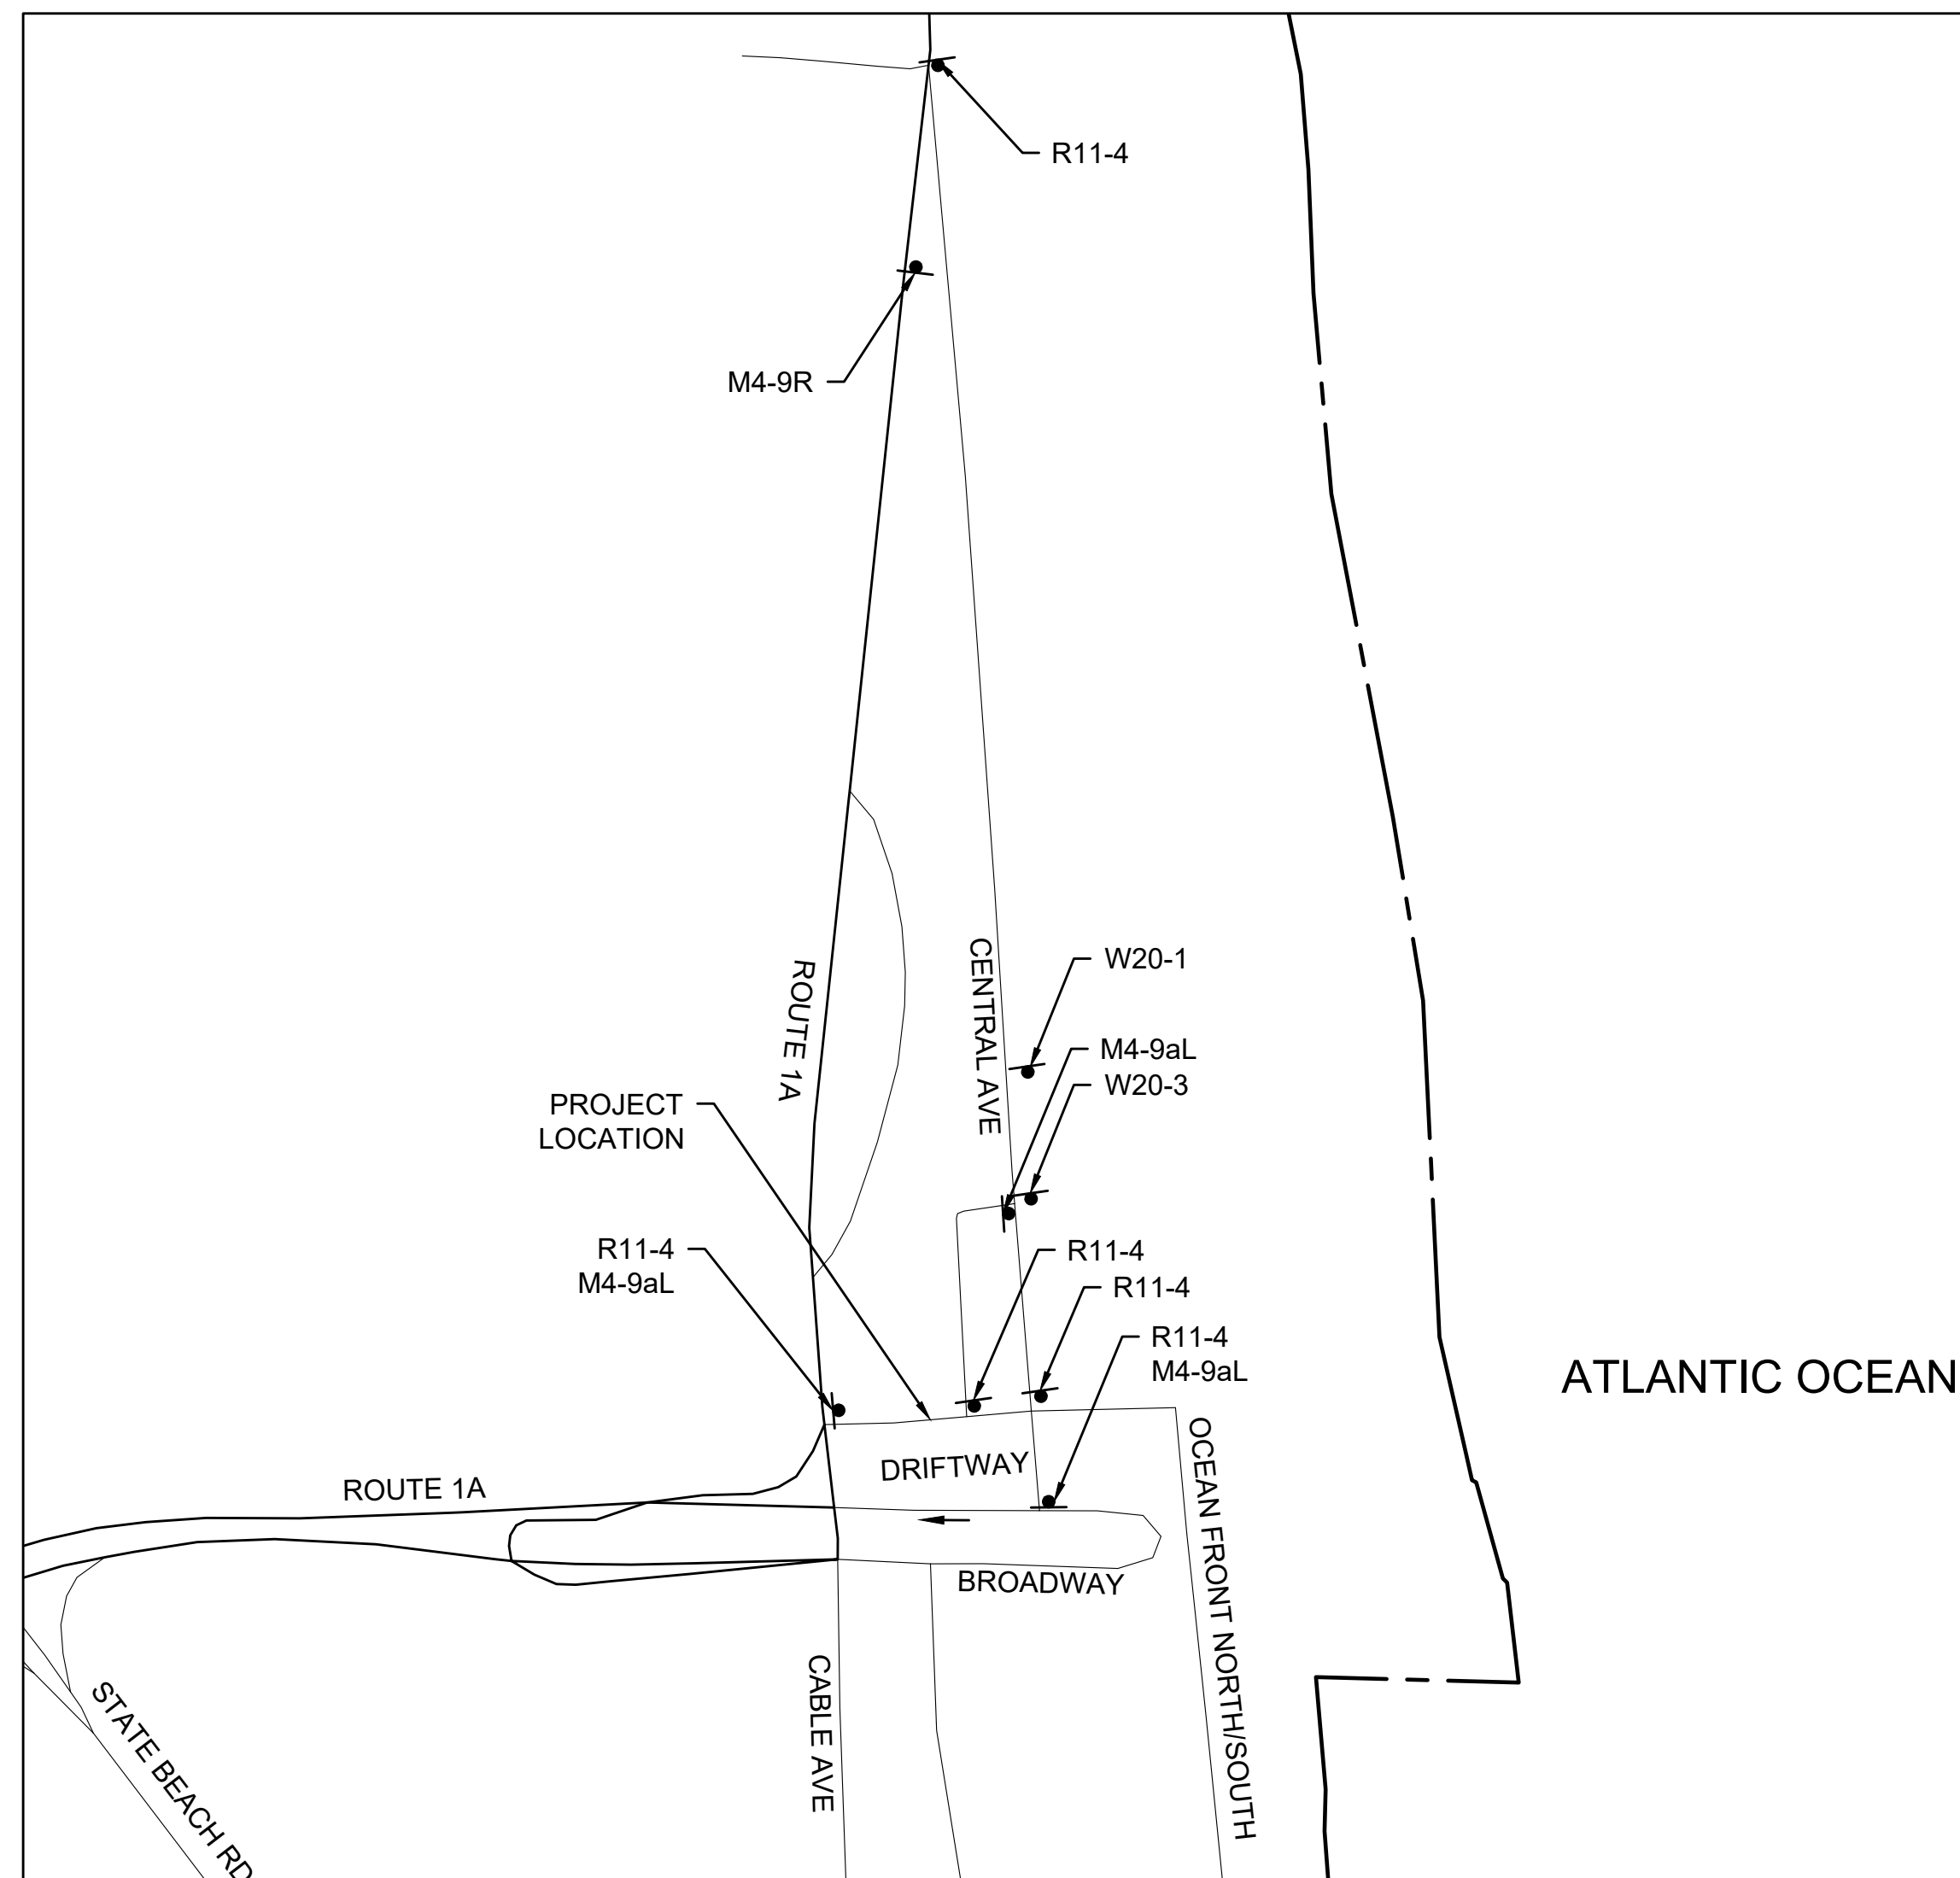 R11-4
M4-9R
W20-1
CENTRAL AVE
ROUTE 1A
M4-9aL
W20-3
PROJECT
LOCATION
R11-4
M4-9aL
R11-4
R11-4
R11-4
M4-9aL
ATLANTIC OCEAN
DRIFTWAY
ROUTE 1A
OCEAN FRONT NORTH/SOUTH
BROADWAY
CABLE AVE
STATE BEACH RD